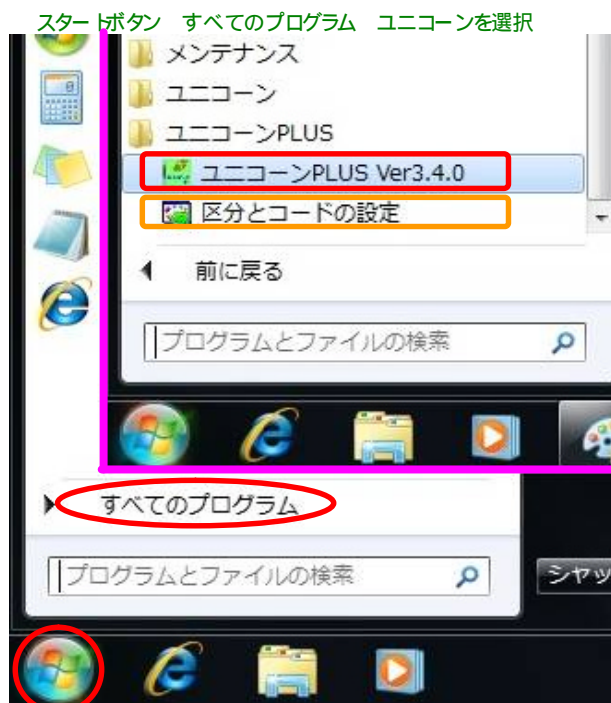 スタートボタン すべてのプログラム ユニコーンを選択
メンテナンス
ユニコーン
ユニコーンPLUS
ユニコーンPLUS Ver3.4.0
区分とコードの設定
前に戻る
プログラムとファイルの検索
すべてのプログラム
プログラムとファイルの検索
シャッ